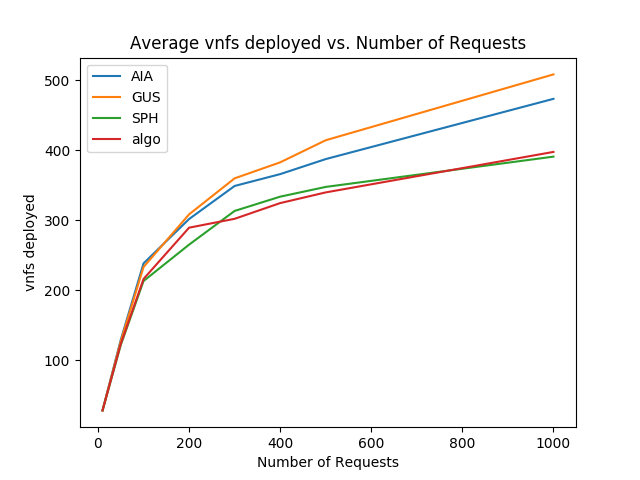 Average vnfs deployed vs. Number of Requests
AIA
GUS
SPH
algo
500
400
300
200
100
vnfs deployed
0
200
400
600
800
1000
Number of Requests